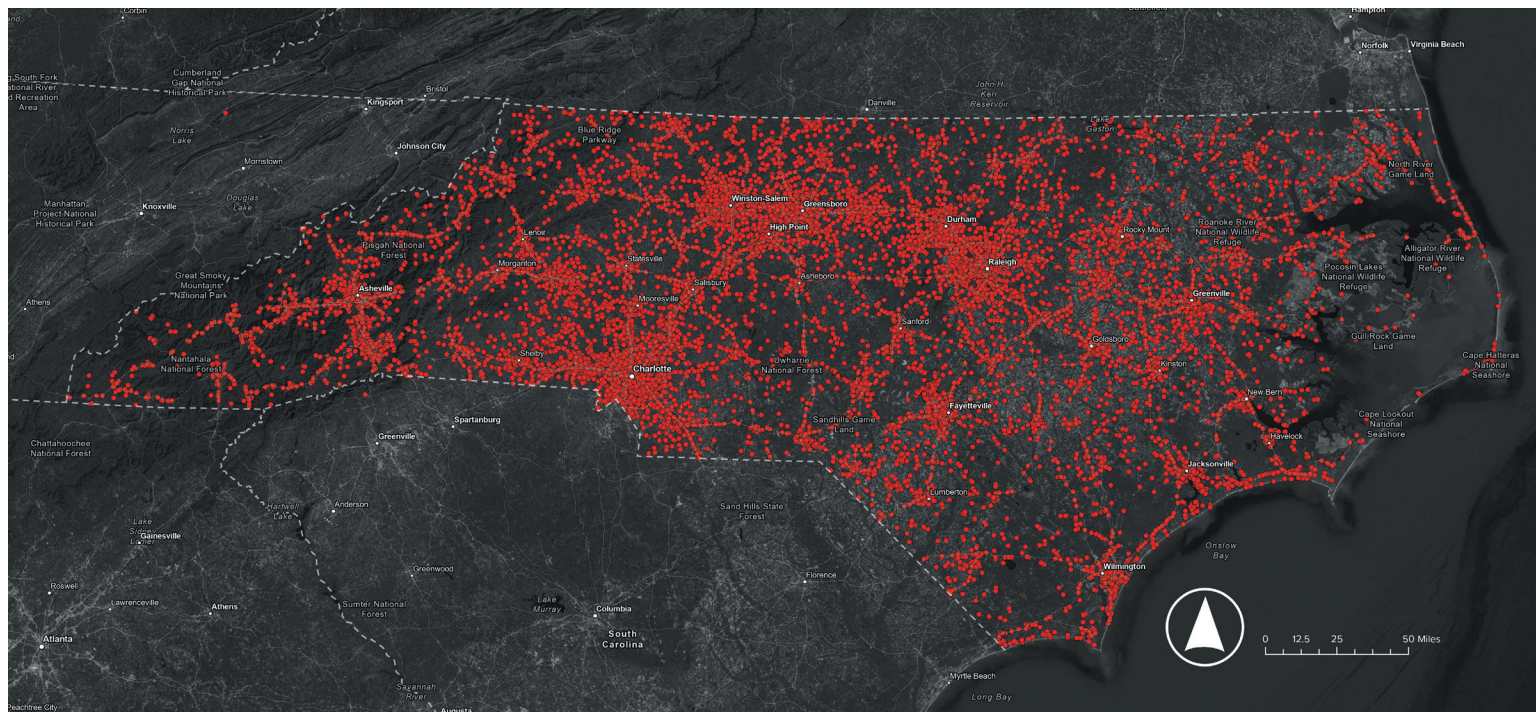 Corbin
Hampton
Norfolk
Virginia Beach
Cumberland
Gap National
Historical Park
g South Fork
ational River
d Recreation
Area
Bristol
Kingsport
John H.
Kerr
Reservoir
Danville
Lake
Gaston
Blue Ridge
Parkway
Norris
Lake
Johnson City
Morristown
North River
Game Land
Manhattan
Project National
Historical Park
Knoxville
Douglas
Lake
Winston-Salem
Greensboro
High Point
Durham
Rocky Mount
Roanoke River
National Wildlife
Refuge
Lenoir
Pisgah National
Forest
Alligator River
National Wildlife
Refuge
Morganton
Statesville
Raleigh
Pocosin Lakes
National Wildlife
Refuge
Great Smoky
Mountains
National Park
Asheville
Salisbury
Asheboro
Mooresville
Greenville
Athens
Sanford
Goldsboro
Gull Rock Game
Land
nd
Nantahala
National Forest
Shelby
Charlotte
Uwharrie
National Forest
Kinston
Cape Hatteras
National
Seashore
New Bern
Fayetteville
Spartanburg
Sandhills Game
Land
Cape Lookout
National
Seashore
Chattahoochee
National Forest
Greenville
Havelock
Jacksonville
Lumberton
Anderson
Hartwell
Lake
Sand Hills State
Forest
Lake
Sidney
Lanier
Gainesville
Onslow
Bay
Greenwood
Florence
Wilmington
Roswell
Lawrenceville
Athens
Sumter National
Forest
Lake
Murray
Columbia
South
Carolina
Atlanta
0 12.5 25 50 Miles
Myrtle Beach
Savannah
River
Long Bay
Peachtree City
Augusta